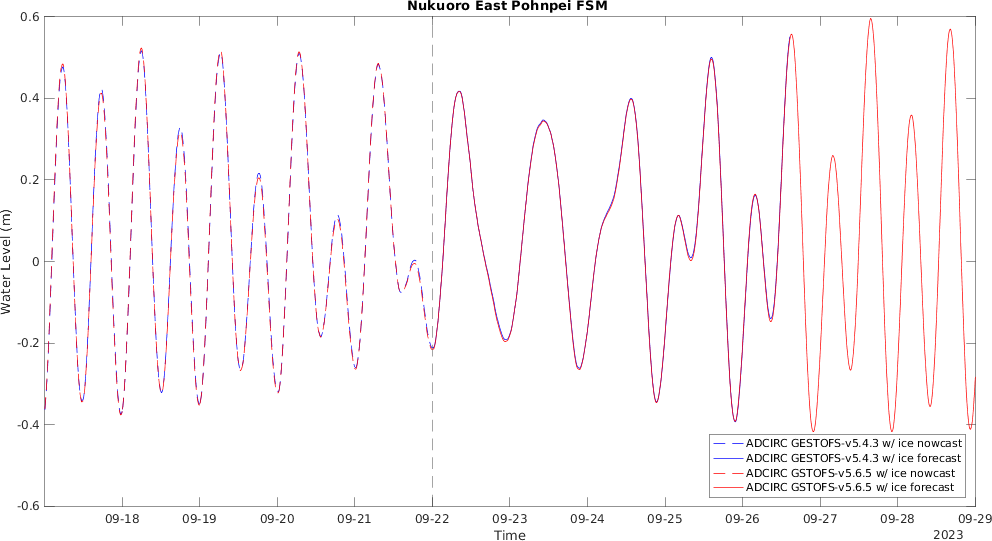 Nukuoro East Pohnpei FSM
Water Level (m)
0.6
0.4
0.2
0
-0.2
-0.4
-0.6
ADCIRC GESTOFS-v5.4.3 w/ ice nowcast
ADCIRC GESTOFS-v5.4.3 w/ ice forecast
ADCIRC GSTOFS-v5.6.5 w/ ice nowcast
ADCIRC GSTOFS-v5.6.5 w/ ice forecast
09-18 09-19 09-20 09-21 09-22 09-23 09-24 09-25 09-26 09-27 09-28 09-29
Time
2023